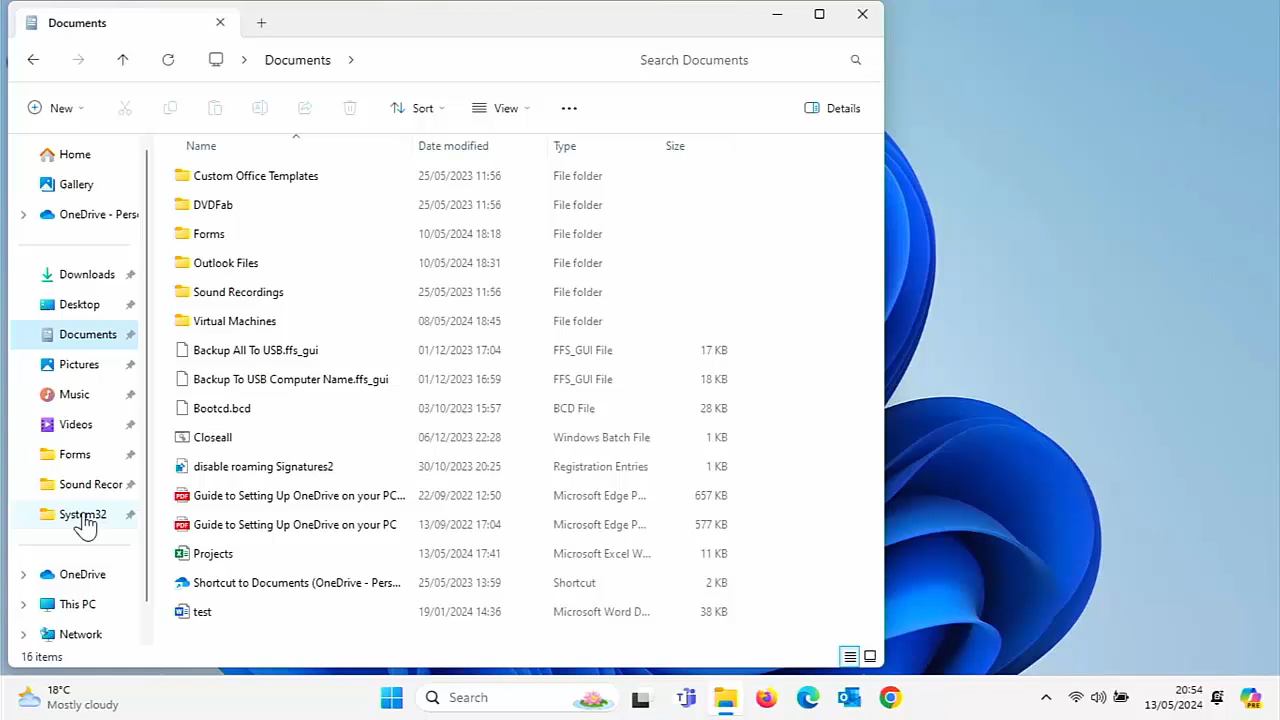 Documents
Documents
Search Documents
New
Sort
View
Details
Home
Gallery
OneDrive - Perso
Downloads
Desktop
Documents
Pictures
Music
Videos
Forms
Sound Recor
System32
OneDrive
This PC
Network
Name Date modified Type Size
Custom Office Templates 25/05/2023 11:56 File folder
DVDFab 25/05/2023 11:56 File folder
Forms 10/05/2024 18:18 File folder
Outlook Files 10/05/2024 18:31 File folder
Sound Recordings 25/05/2023 11:56 File folder
Virtual Machines 08/05/2024 18:45 File folder
Backup All To USB.ffs_gui 01/12/2022 17:04 FFS_GUI File 17 KB
Backup To USB Computer Name.ffs_gui 01/12/2023 16:59 FFS_GUI File 18 KB
Bootcd.bcd 03/10/2023 15:57 BCD File 28 KB
Closeall 06/12/2023 22:28 Windows Batch File 1 KB
disable roaming Signatures2 30/10/2023 20:25 Registration Entries 1 KB
Guide to Setting Up OneDrive on your PC... 22/09/2022 12:50 Microsoft Edge P... 657 KB
Guide to Setting Up OneDrive on your PC 13/09/2022 17:04 Microsoft Edge P... 577 KB
Projects 13/05/2024 17:41 Microsoft Excel W... 11 KB
Shortcut to Documents (OneDrive - Pers... 25/05/2023 13:59 Shortcut 2 KB
test 19/01/2024 14:36 Microsoft Word D... 38 KB
16 items
18°C
Mostly cloudy
Search
20:54
13/05/2024
PRE